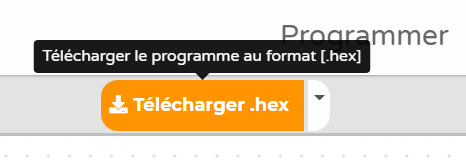 Programmer
Télécharger le programme au format [.hex]
Télécharger .hex